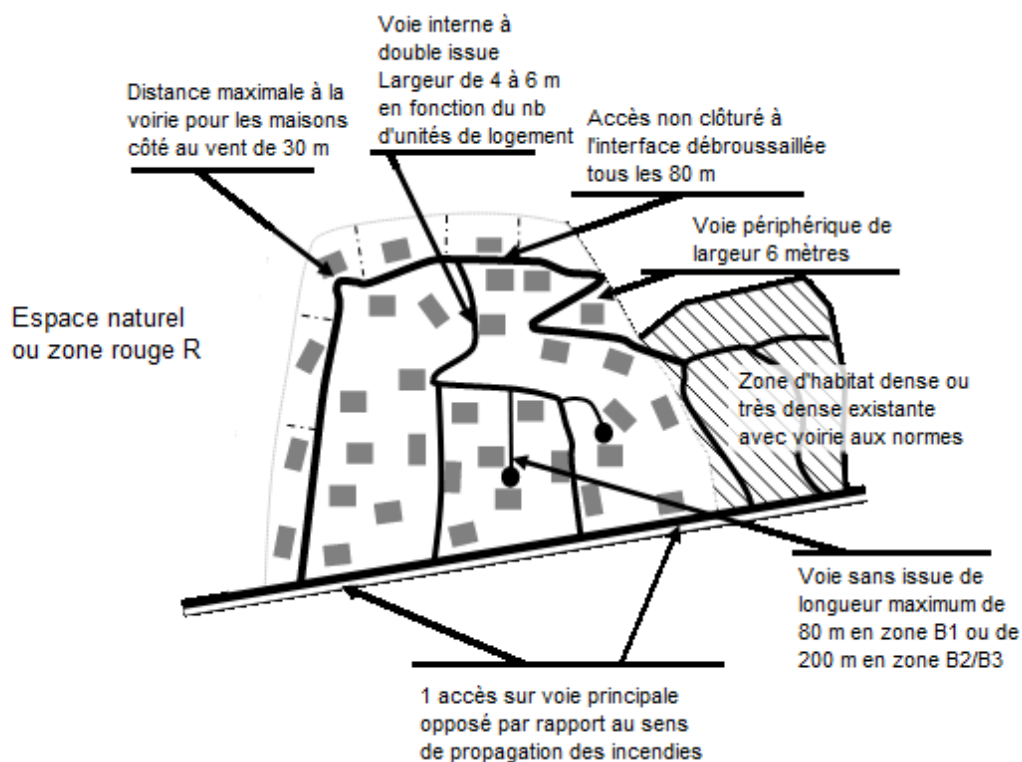 Voie interne à
double issue
Largeur de 4 à 6 m
en fonction du nb
d'unités de logement
Distance maximale à la
voirie pour les maisons
côté au vent de 30 m
Accès non clôturé à
l'interface débroussaillée
tous les 80 m
Voie périphérique de
largeur 6 mètres
Espace naturel
ou zone rouge R
Zone d'habitat dense ou
très dense existante
avec voirie aux normes
Voie sans issue de
longueur maximum de
80 m en zone B1 ou de
200 m en zone B2/B3
1 accès sur voie principale
opposé par rapport au sens
de propagation des incendies